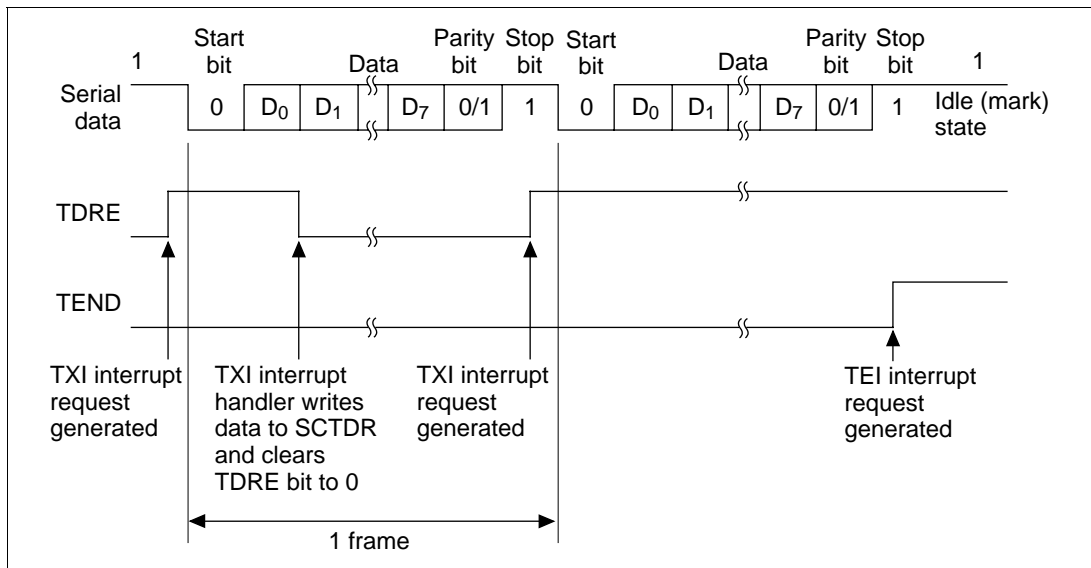 Start bit
Parity bit
Stop bit
Start bit
Parity bit
Stop bit
1
Data
Data
1
Serial data
0
D0
D1
D7
0/1
1
0
D0
D1
D7
0/1
1
Idle (mark) state
TDRE
TEND
TXI interrupt
request
generated
TXI interrupt
handler writes
data to SCTDR
and clears
TDRE bit to 0
TXI interrupt
request
generated
TEI interrupt
request
generated
1 frame